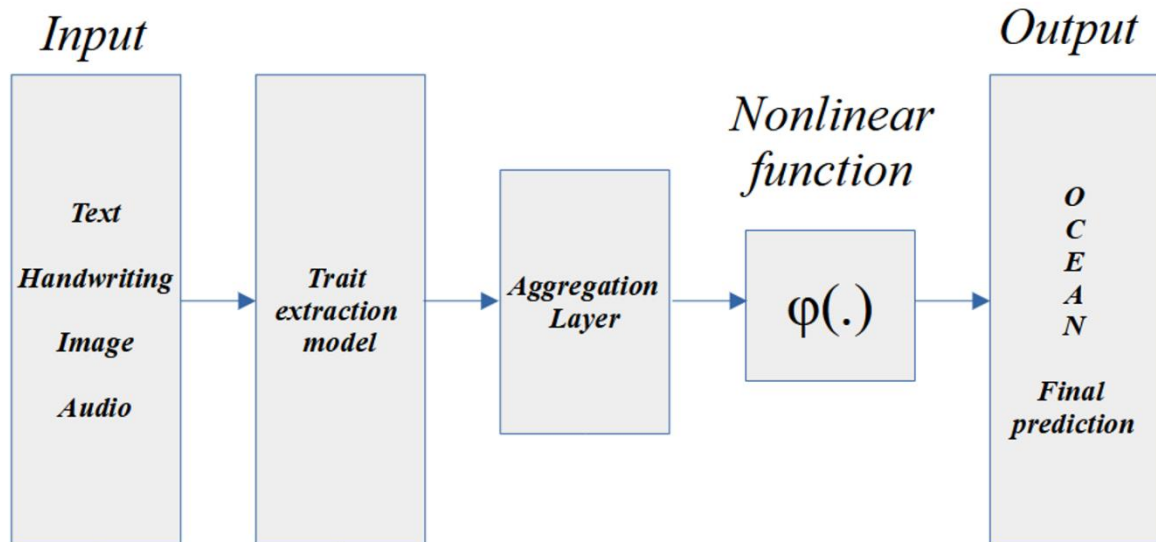 Input
Text
Handwriting
Image
Audio
Trait
extraction
model
Aggregation
Layer
Nonlinear
function
φ(.)
Output
O
C
E
A
N
Final
prediction